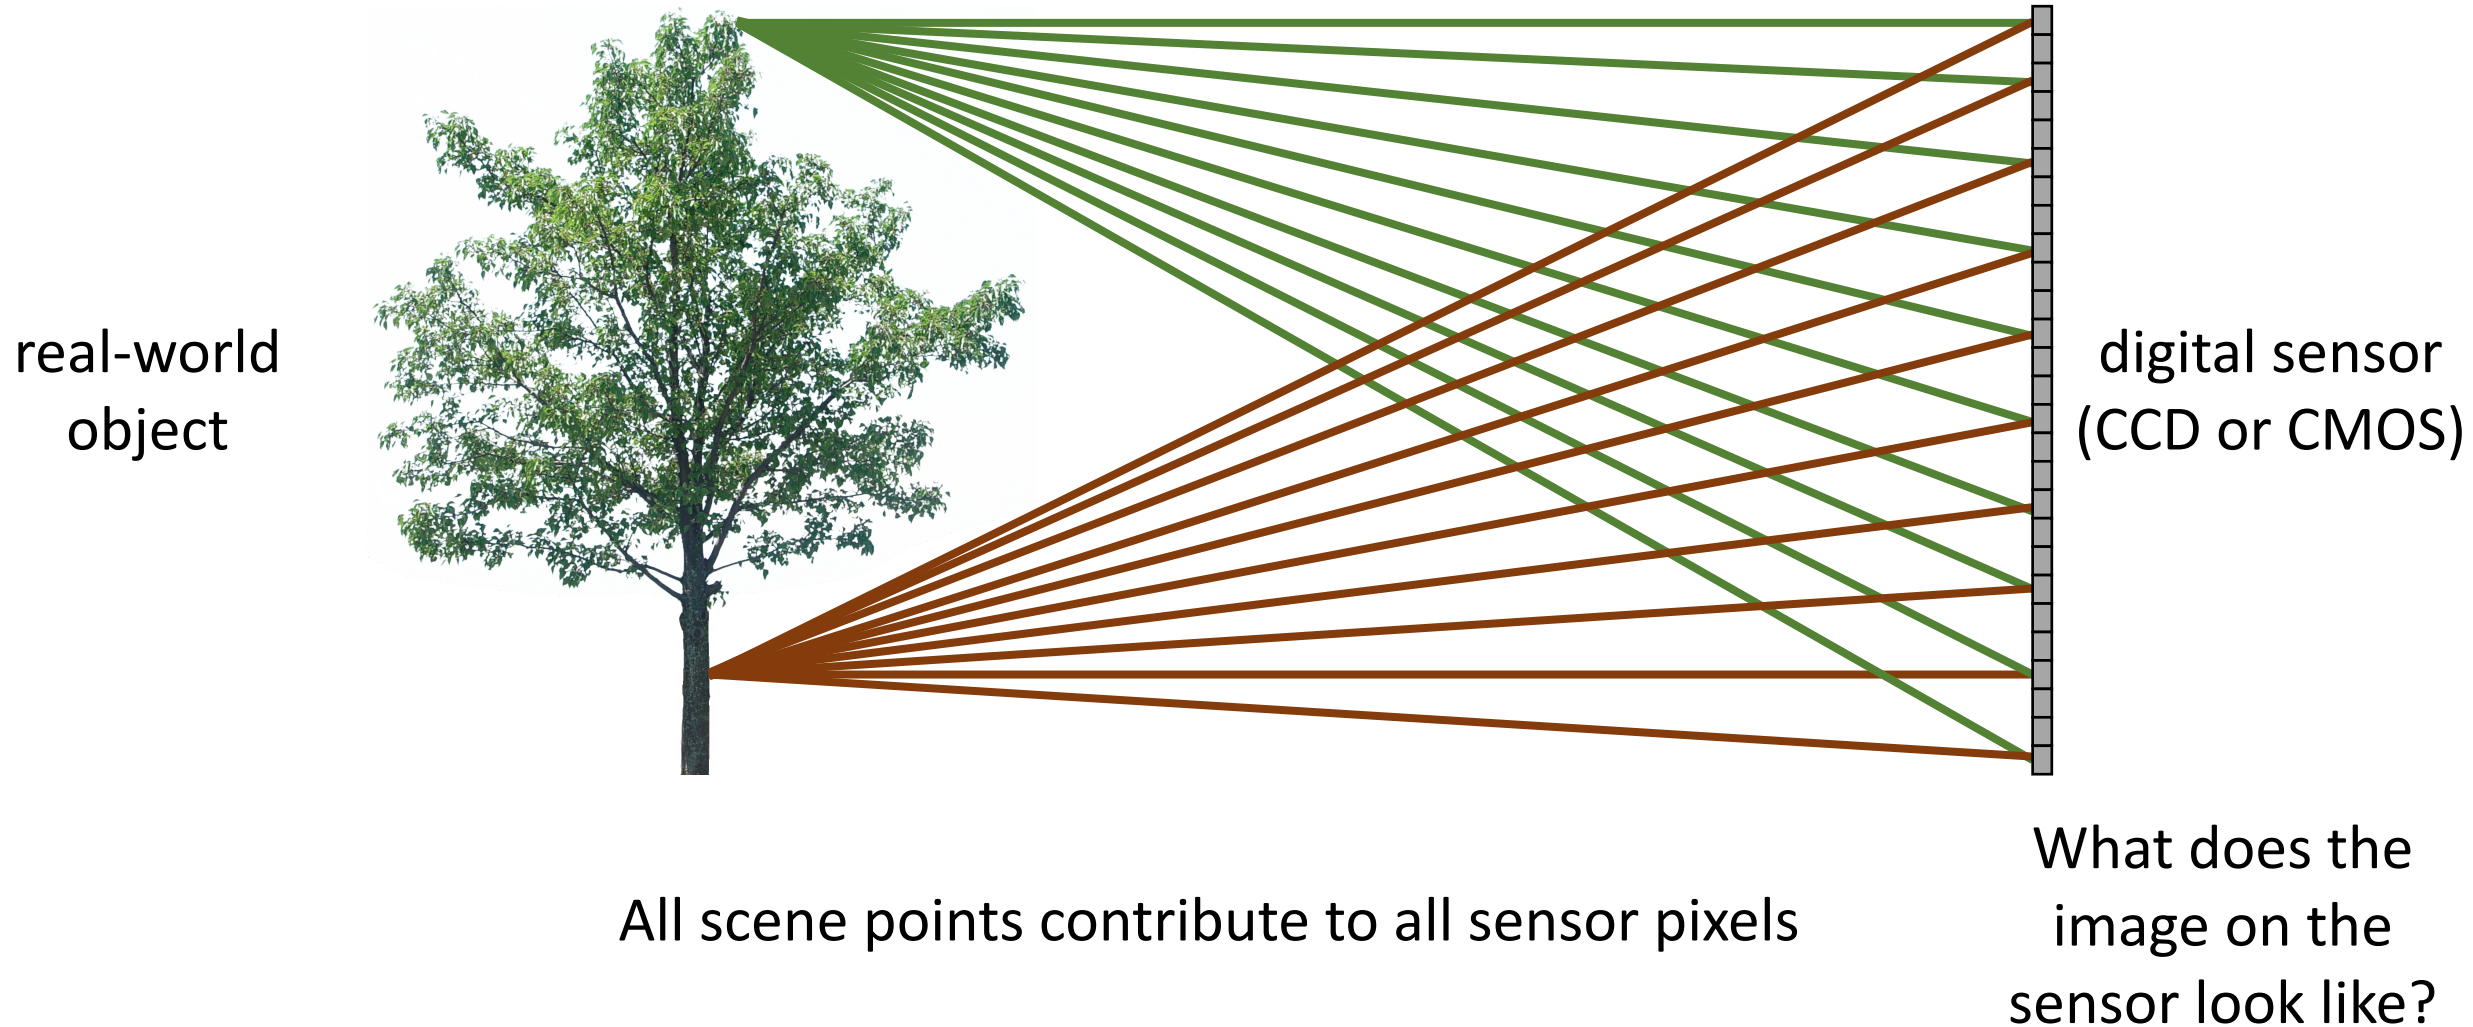 real-world
object
digital sensor
(CCD or CMOS)
All scene points contribute to all sensor pixels
What does the
image on the
sensor look like?